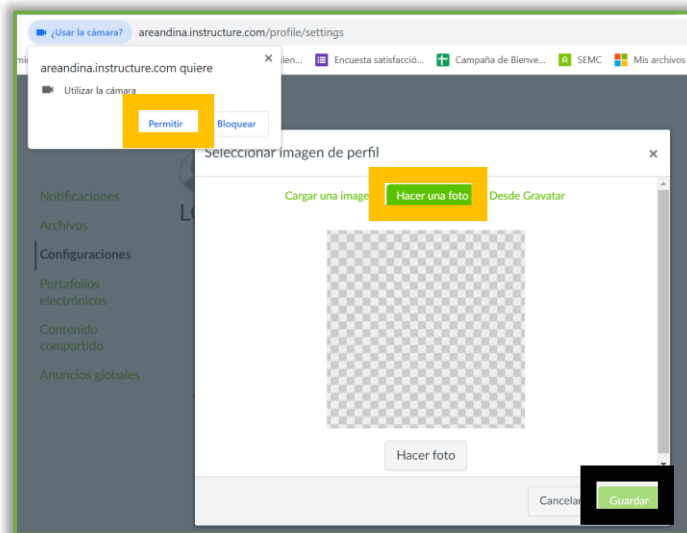 ¿Usar la cámara? areandina.instructure.com/profile/settings
ien... Encuesta satisfacció... Campaña de Bienve... A SEMC Mis archivos
areandina.instructure.com quiere
Utilizar la cámara
Permitir Bloquear
Seleccionar imagen de perfil
Cargar una image Hacer una foto Desde Gravatar
Notificaciones
Archivos
Configuraciones
Portafolios
electrónicos
Contenido
compartido
Anuncios globales
Hacer foto
Cancelar Guardar